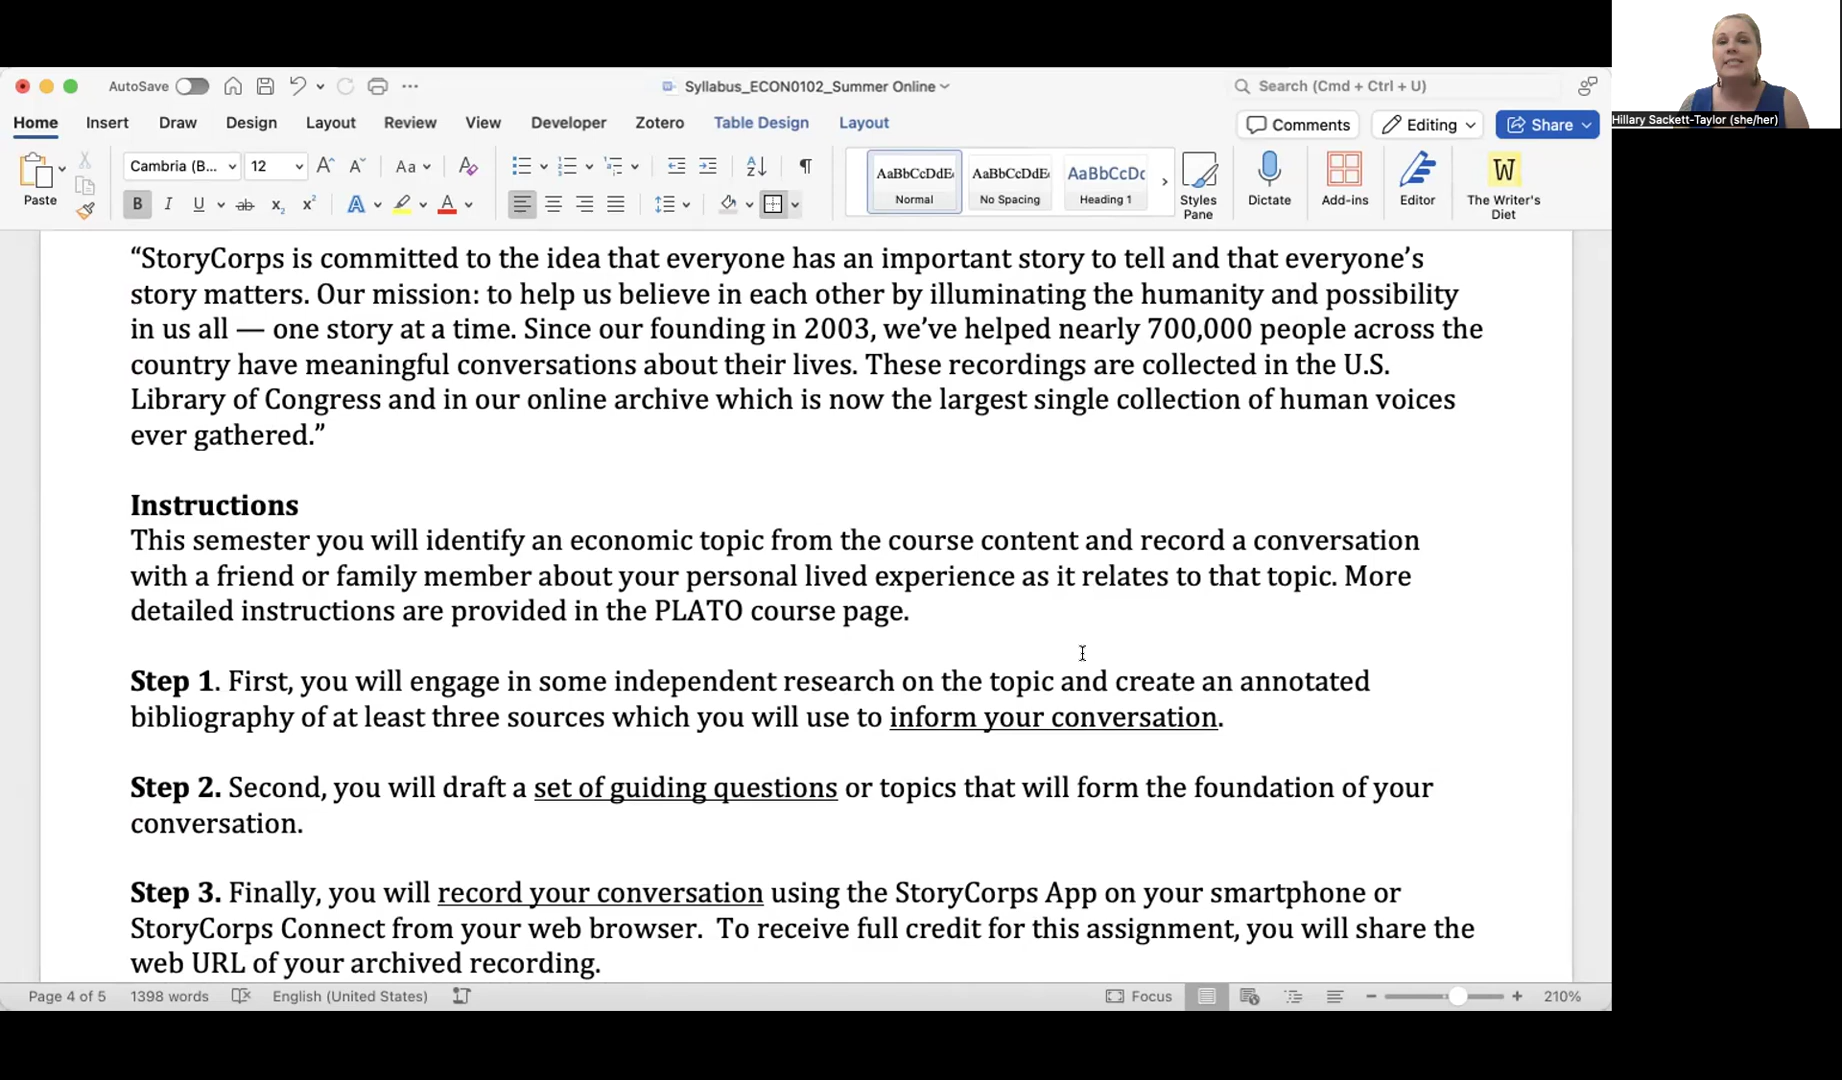 AutoSave
Syllabus_ECON0102_Summer Online
Search (Cmd + Ctrl + U)
Home Insert Draw Design Layout References Review View Developer Zotero Table Design Layout
Comments
Editing
Share
Paste
Cambria (B... 12
A A Aa A
B I U ab x2 x2 A A
A Z ¶
AaBbCcDdEe AaBbCcDdEe AaBbCcDc
Normal No Spacing Heading 1
Styles Pane
Dictate
Add-ins
Editor
W
The Writer's Diet
Hillary Sackett-Taylor (she/her)
“StoryCorps is committed to the idea that everyone has an important story to tell and that everyone’s
story matters. Our mission: to help us believe in each other by illuminating the humanity and possibility
in us all — one story at a time. Since our founding in 2003, we’ve helped nearly 700,000 people across the
country have meaningful conversations about their lives. These recordings are collected in the U.S.
Library of Congress and in our online archive which is now the largest single collection of human voices
ever gathered.”
Instructions
This semester you will identify an economic topic from the course content and record a conversation
with a friend or family member about your personal lived experience as it relates to that topic. More
detailed instructions are provided in the PLATO course page.
Step 1. First, you will engage in some independent research on the topic and create an annotated
bibliography of at least three sources which you will use to inform your conversation.
Step 2. Second, you will draft a set of guiding questions or topics that will form the foundation of your
conversation.
Step 3. Finally, you will record your conversation using the StoryCorps App on your smartphone or
StoryCorps Connect from your web browser.  To receive full credit for this assignment, you will share the
web URL of your archived recording.
Page 4 of 5 1398 words English (United States) Focus 210%